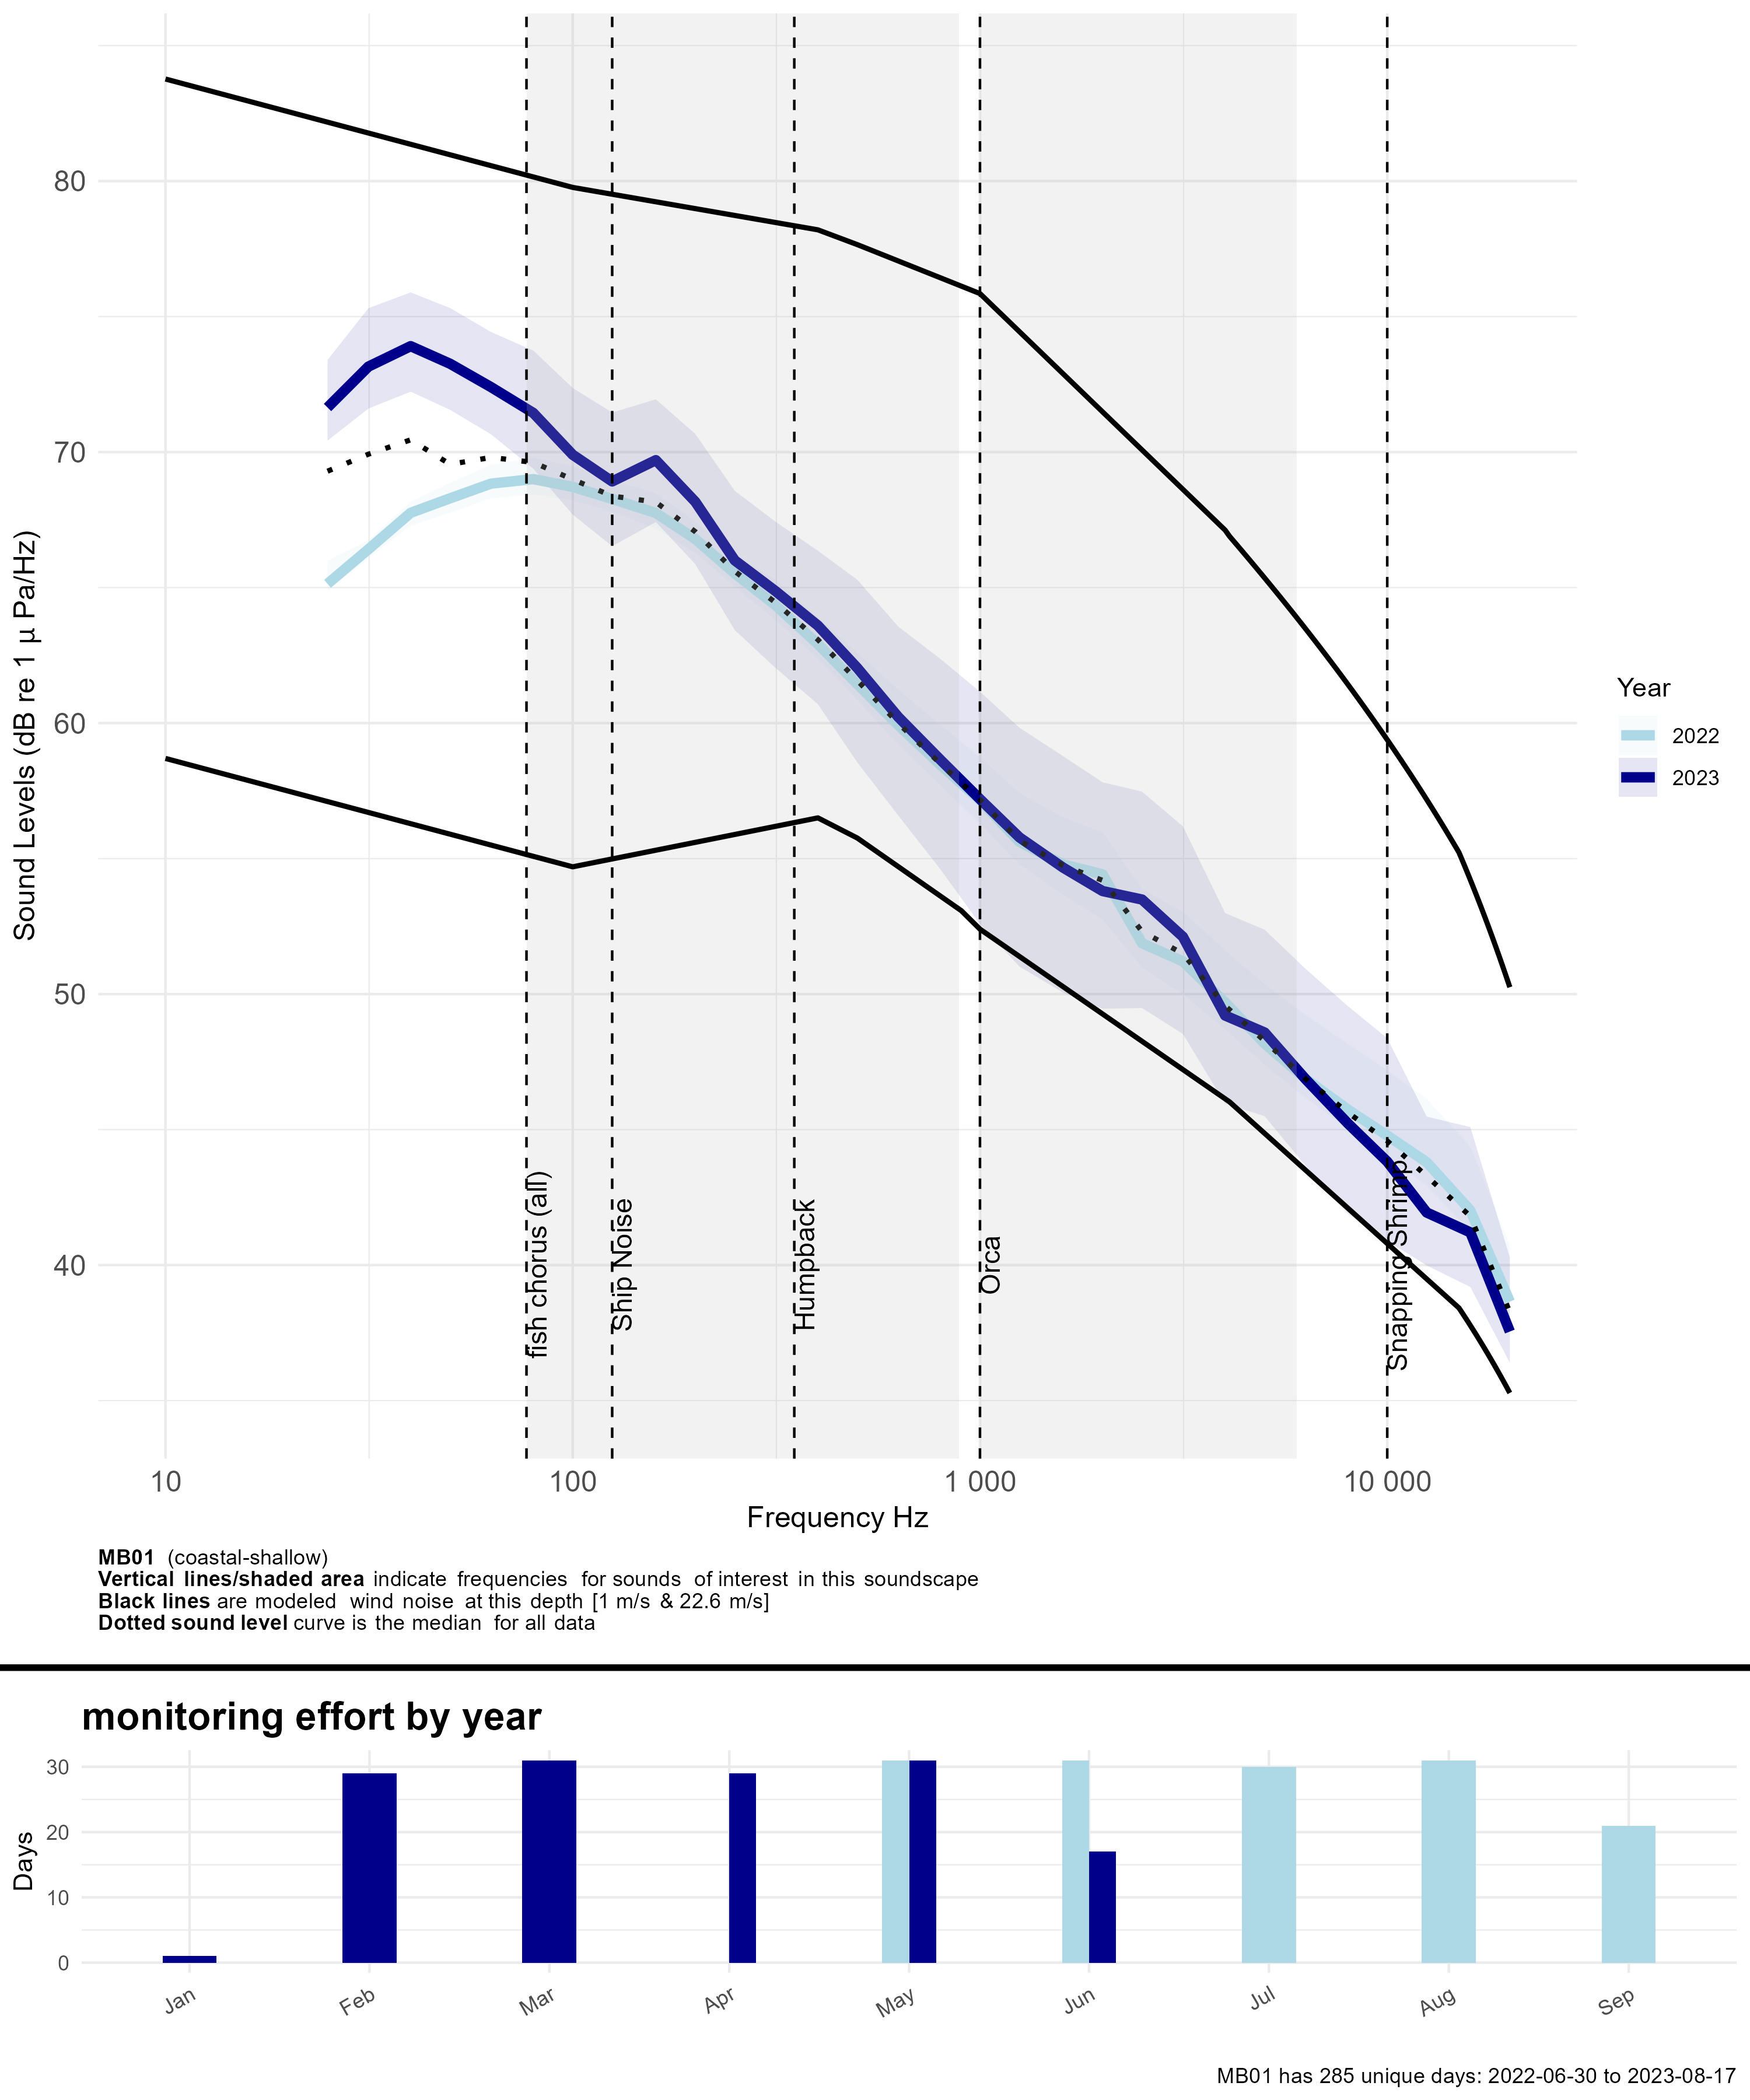 80
70
60
50
40
Sound Levels (dB re 1 µ Pa/Hz)
fish chorus (all)
Ship Noise
Humpback
Orca
Snapping Shrimp
10
100
1 000
10 000
Frequency Hz
Year
2022
2023
MB01 (coastal-shallow)
Vertical lines/shaded area indicate frequencies for sounds of interest in this soundscape
Black lines are modeled wind noise at this depth [1 m/s & 22.6 m/s]
Dotted sound level curve is the median for all data
monitoring effort by year
30
20
10
0
Days
Jan
Feb
Mar
Apr
May
Jun
Jul
Aug
Sep
MB01 has 285 unique days: 2022-06-30 to 2023-08-17